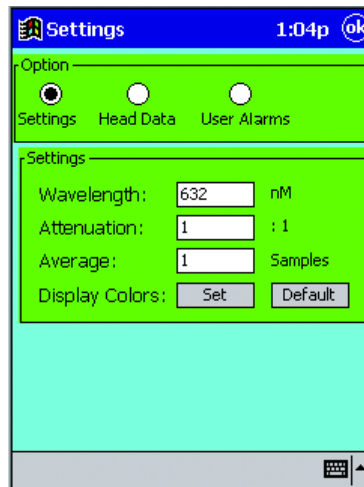 Settings 1:04p ok
Option
Settings Head Data User Alarms
Settings
Wavelength: 632 nM
Attenuation: 1 : 1
Average: 1 Samples
Display Colors: Set Default